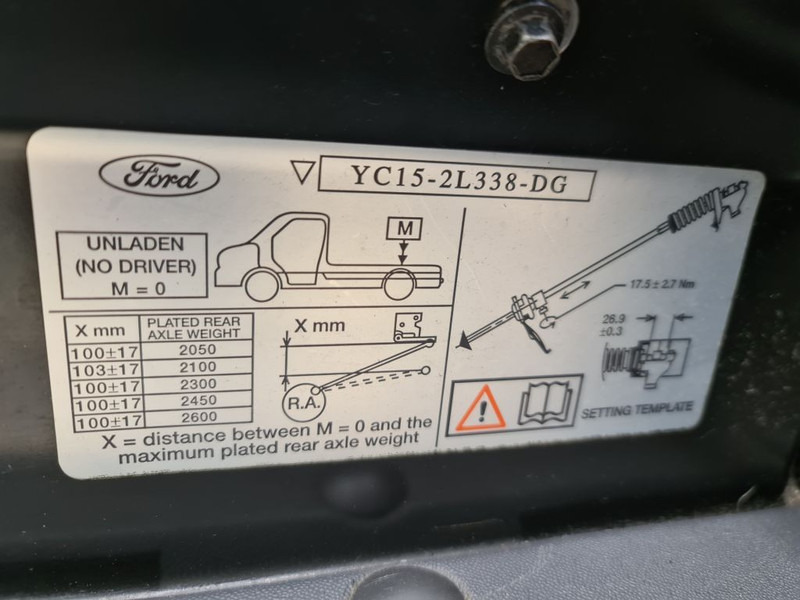 Ford
YC15-2L338-DG
UNLADEN
(NO DRIVER)
M = 0
M
X mm PLATED REAR AXLE WEIGHT
100±17 2050
103±17 2100
100±17 2300
100±17 2450
100±17 2600
X mm
R.A.
X = distance between M = 0 and the
maximum plated rear axle weight
17.5±2.7 Nm
26.9
±0.3
SETTING TEMPLATE